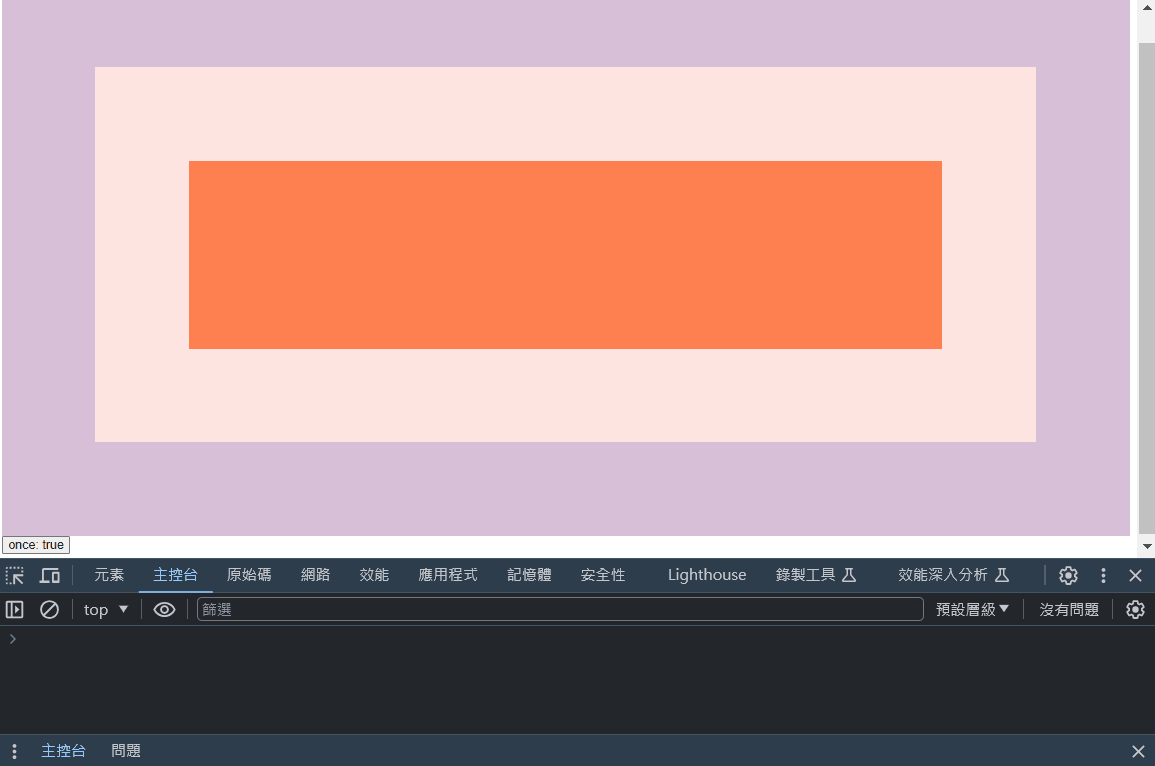 once: true
元素 主控台 原始碼 網路 效能 應用程式 記憶體 安全性 Lighthouse 錄製工具 效能深入分析
top 篩選 預設層級 沒有問題
主控台 問題